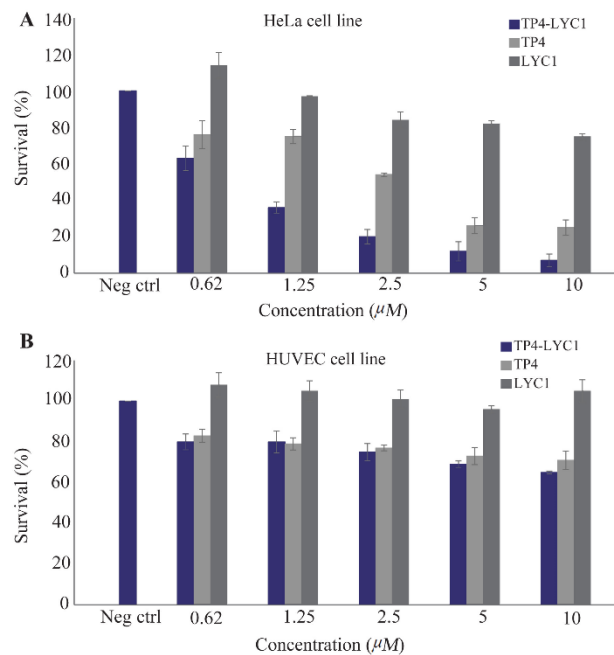 A
HeLa cell line
TP4-LYC1
TP4
LYC1
Survival (%)
140
120
100
80
60
40
20
0
Neg ctrl 0.62 1.25 2.5 5 10
Concentration (μM)
B
HUVEC cell line
TP4-LYC1
TP4
LYC1
Survival (%)
120
100
80
60
40
20
0
Neg ctrl 0.62 1.25 2.5 5 10
Concentration (μM)